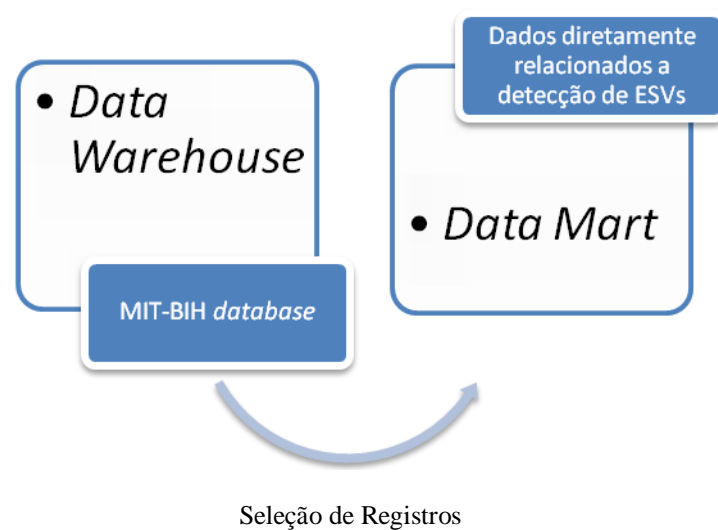 • Data
Warehouse
MIT-BIH database
Dados diretamente
relacionados a
detecção de ESVs
• Data Mart
Seleção de Registros